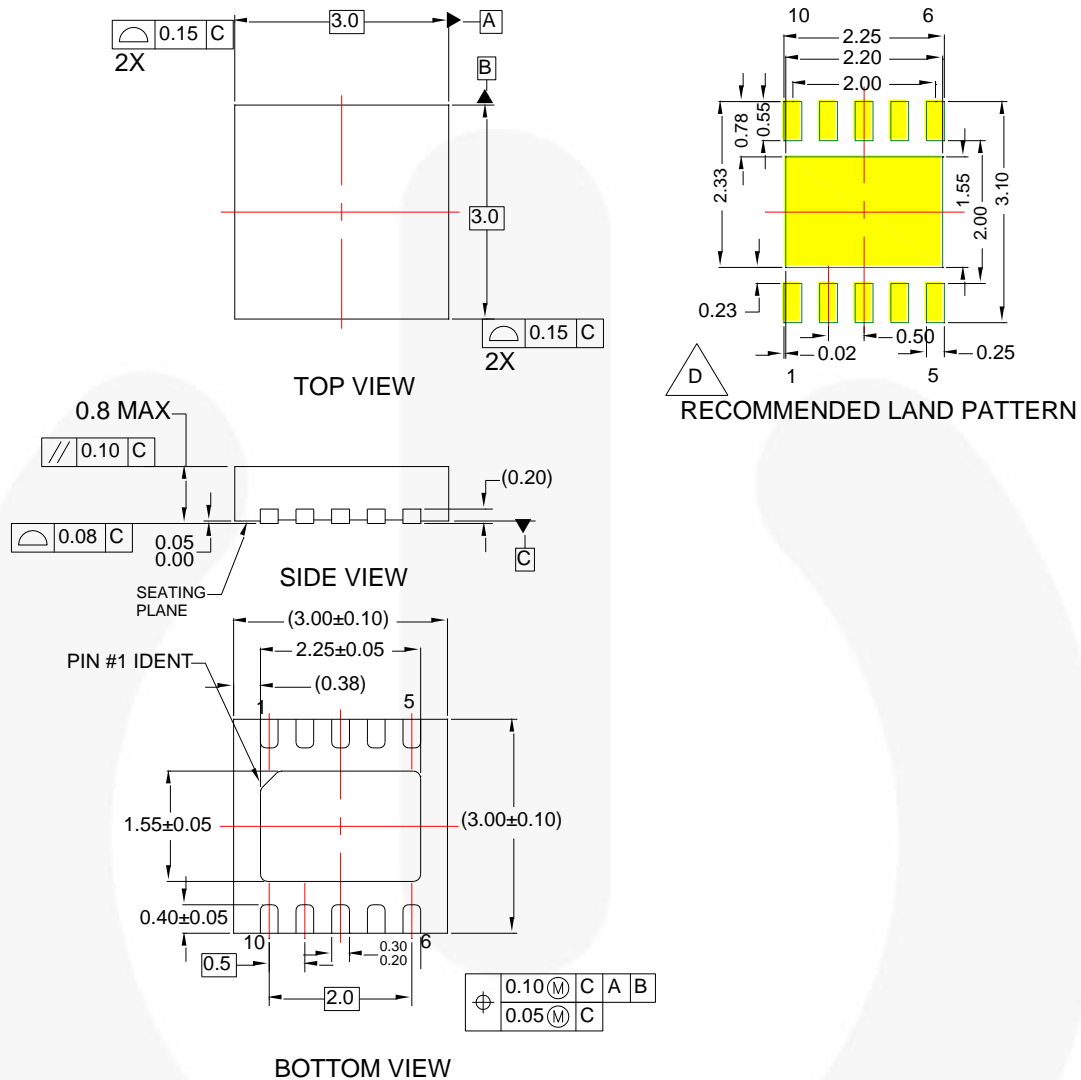 0.15 C
2X
3.0
A
B
3.0
0.15 C
2X
TOP VIEW
10
6
2.25
2.20
2.00
0.78
0.55
2.33
1.55
2.00
3.10
0.23
0.50
0.02
0.25
D
1
5
RECOMMENDED LAND PATTERN
0.8 MAX
// 0.10 C
(0.20)
0.08 C
0.05
0.00
C
SEATING
PLANE
SIDE VIEW
(3.00±0.10)
2.25±0.05
PIN #1 IDENT
(0.38)
1
5
1.55±0.05
(3.00±0.10)
0.40±0.05
10
6
0.30
0.20
0.5
2.0
0.10 Ⓜ C A B
0.05 Ⓜ C
BOTTOM VIEW